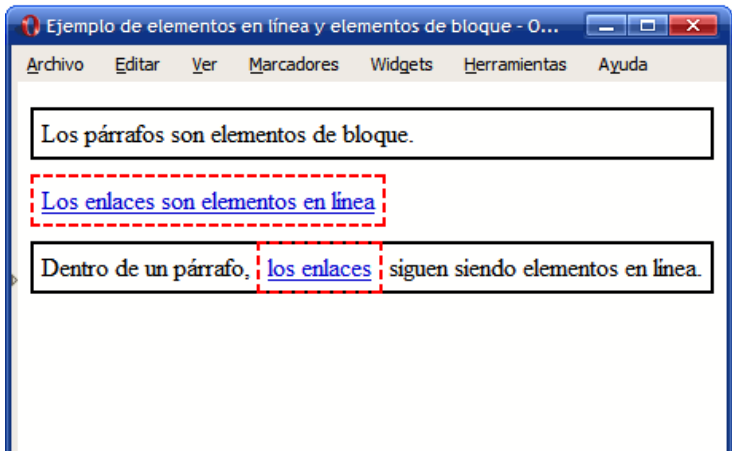 Ejemplo de elementos en línea y elementos de bloque - O...
Archivo Editar Ver Marcadores Widgets Herramientas Ayuda
Los párrafos son elementos de bloque.
Los enlaces son elementos en línea
Dentro de un párrafo, los enlaces siguen siendo elementos en línea.